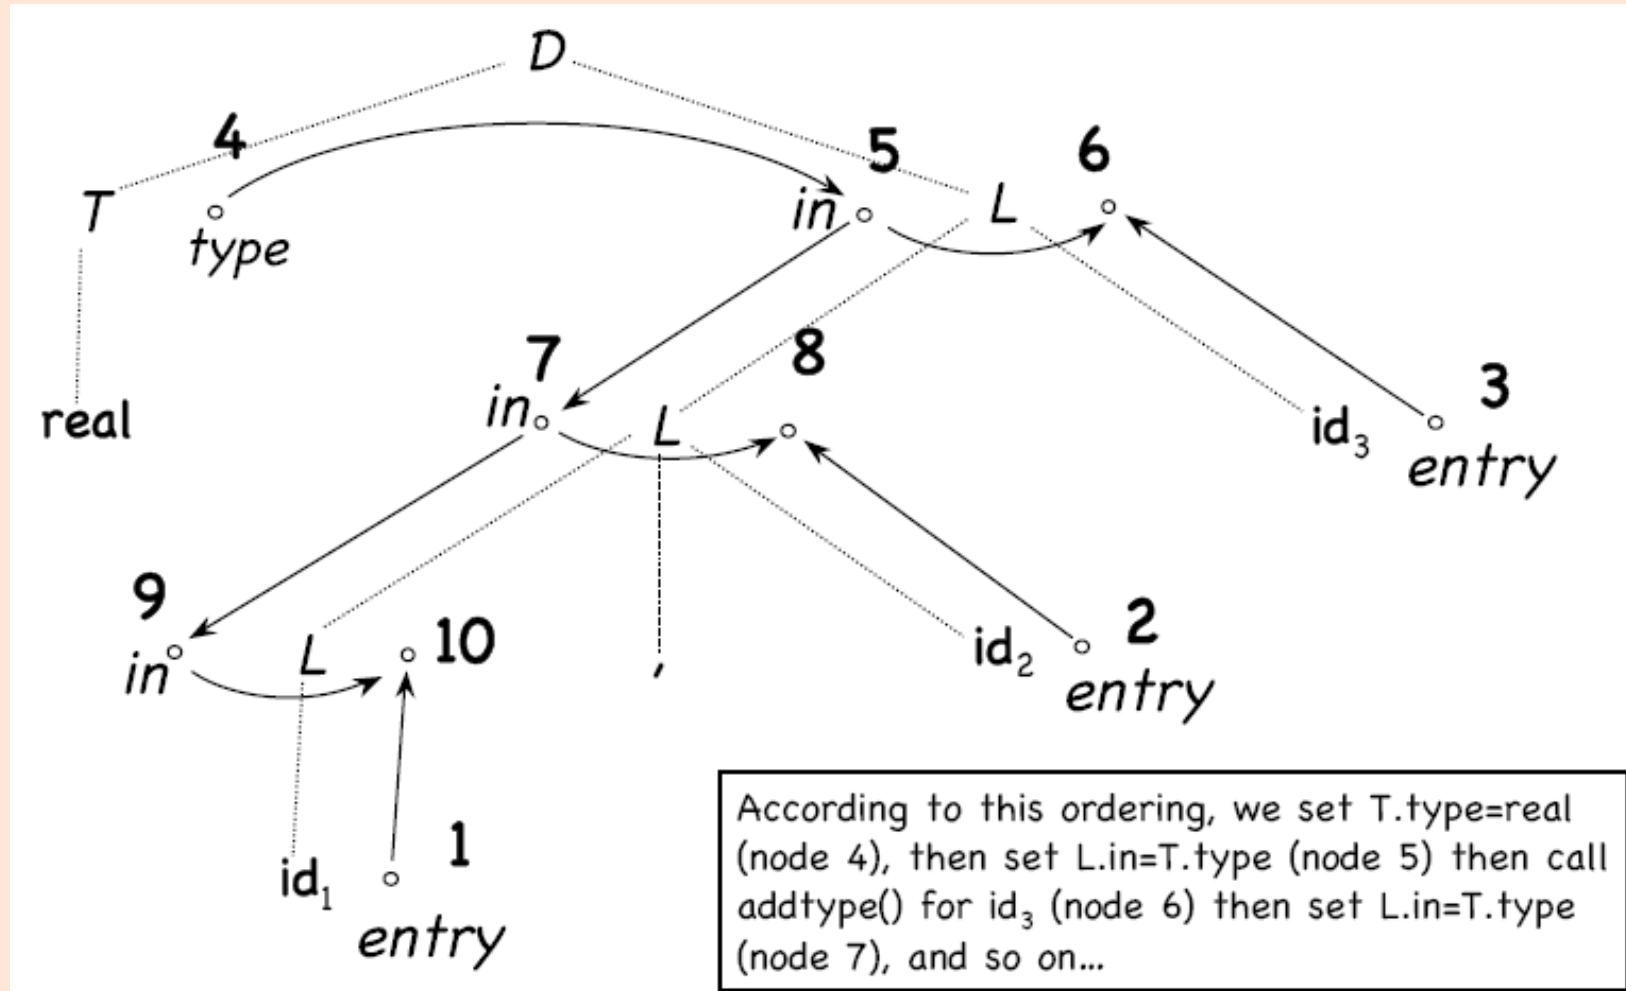 D
4
5
6
T
type
in
L
7
8
real
in
L
3
id₃
entry
9
10
2
in
L
,
id₂
entry
1
id₁
entry
According to this ordering, we set T.type=real
(node 4), then set L.in=T.type (node 5) then call
addtype() for id₃ (node 6) then set L.in=T.type
(node 7), and so on...